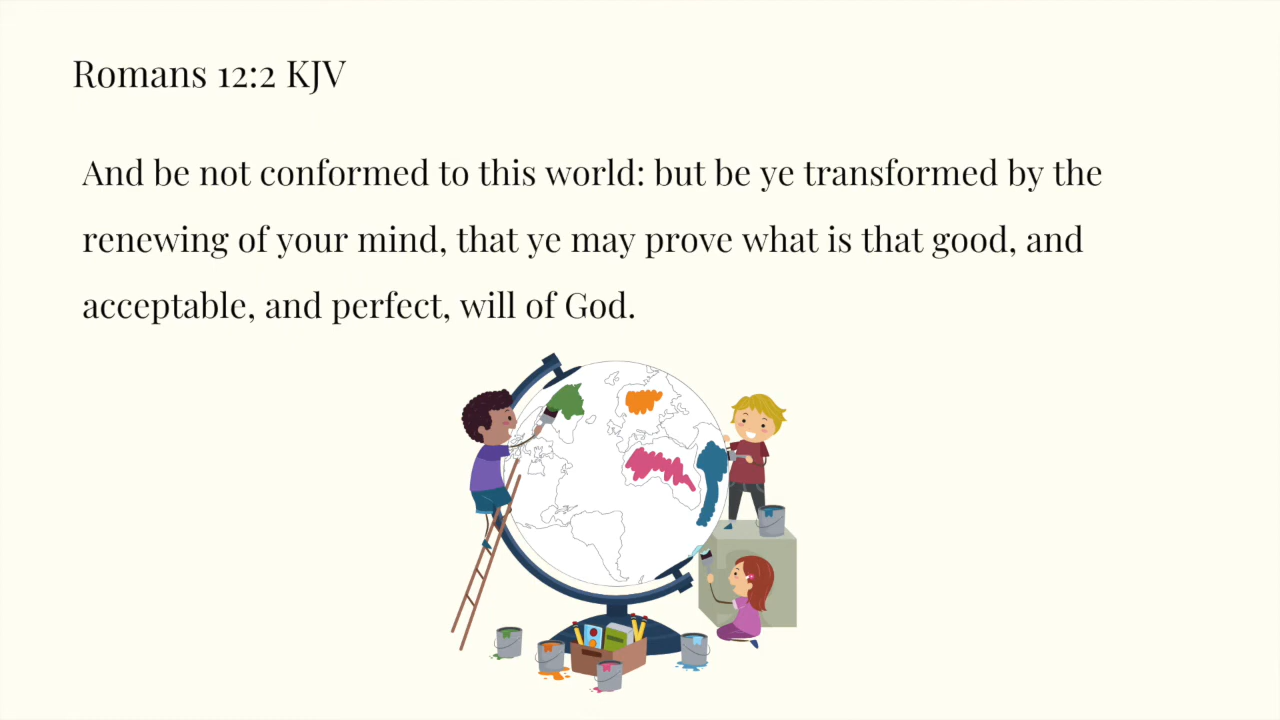 Romans 12:2 KJV
And be not conformed to this world: but be ye transformed by the
renewing of your mind, that ye may prove what is that good, and
acceptable, and perfect, will of God.